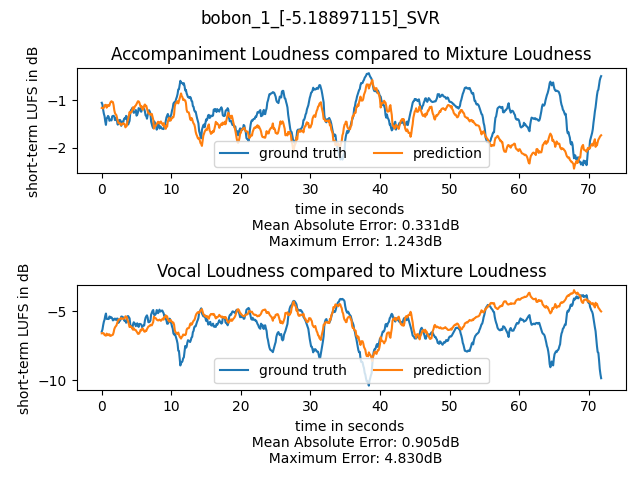 bobon_1_[-5.18897115]_SVR
Accompaniment Loudness compared to Mixture Loudness
short-term LUFS in dB
−1
−2
ground truth
prediction
0 10 20 30 40 50 60 70
time in seconds
Mean Absolute Error: 0.331dB
Maximum Error: 1.243dB
Vocal Loudness compared to Mixture Loudness
short-term LUFS in dB
−5
−10
ground truth
prediction
0 10 20 30 40 50 60 70
time in seconds
Mean Absolute Error: 0.905dB
Maximum Error: 4.830dB